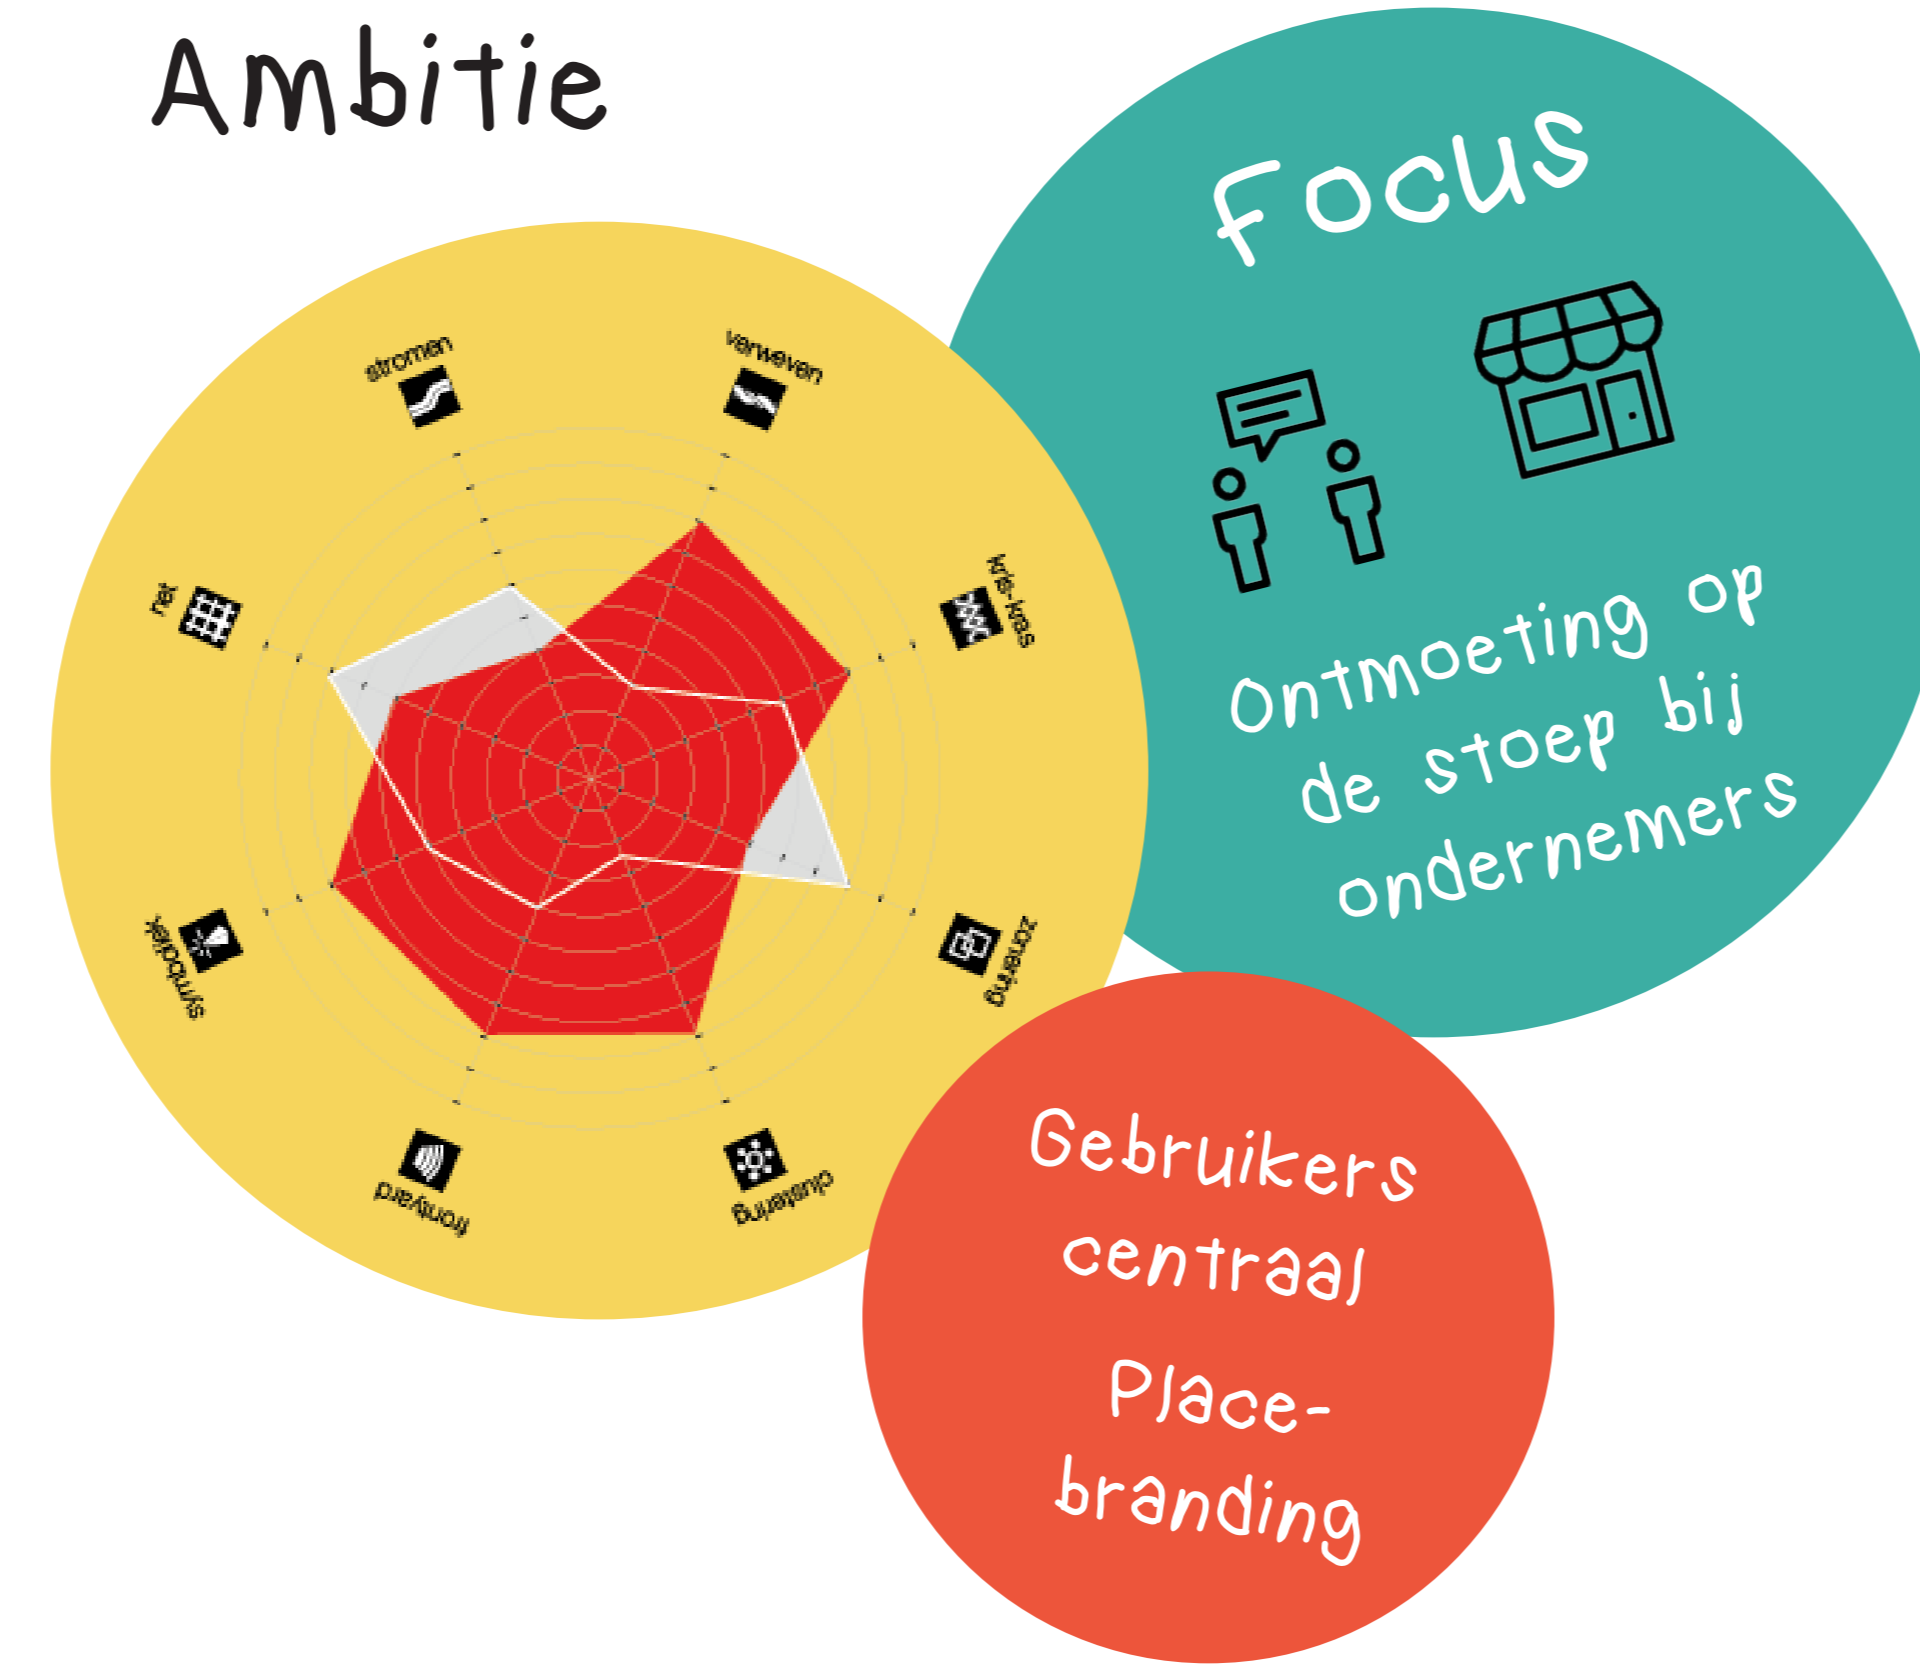 Ambitie
stromen
verweven
kris-kras
zonering
clustering
frontyard
symboliek
net
Focus
Ontmoeting op
de stoep bij
ondernemers
Gebruikers
centraal
Place-
branding